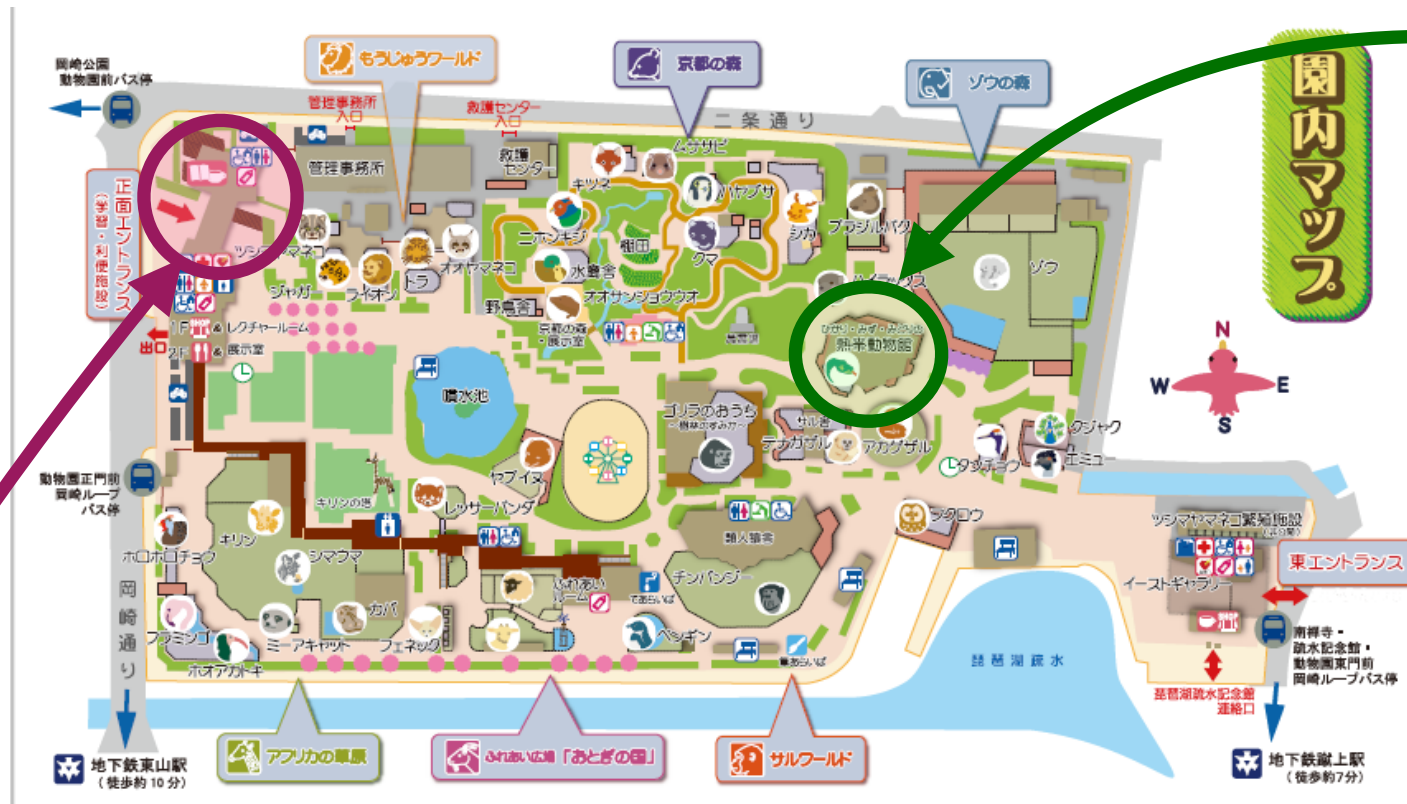 園内マップ
岡崎公園
動物園前バス停
もうじゅうワールド
京都の森
ゾウの森
管理事務所
入口
救護センター
入口
二条通り
正面エントランス
(学習・利便施設)
管理事務所
救護
センター
キツネ
ムササビ
ハヤブサ
シカ
ブラジルバク
ゾウ
ツシマヤマネコ
ジャガー
ライオン
トラ
オオヤマネコ
ニホンキジ
水禽舎
野鳥舎
棚田
クマ
オオサンショウウオ
京都の森
・展示室
ひかり・みず・みどりの
熱帯動物館
1F
&
レクチャールーム
2F
&
展示室
出口
噴水池
ゴリラのおうち
~樹林のすみか~
サル舎
テナガザル
アカゲザル
クジャク
エミュー
N
W
E
S
動物園正門前
岡崎ループ
バス停
キリンの塔
レッサーパンダ
ヤブイヌ
ホロホロチョウ
キリン
シマウマ
カバ
フラミンゴ
ホオアカトキ
ミーアキャット
フェネック
ふれあい
ルーム
てあらいば
ペンギン
類人猿舎
チンパンジー
フクロウ
ツシマヤマネコ繁殖施設
イーストギャラリー
東エントランス
南禅寺・
疏水記念館・
動物園東門前
岡崎ループバス停
琵琶湖疏水
琵琶湖疏水記念館
連絡口
岡崎通り
アフリカの草原
ふれあい広場「おとぎの国」
サルワールド
地下鉄東山駅
(徒歩約10分)
地下鉄蹴上駅
(徒歩約7分)